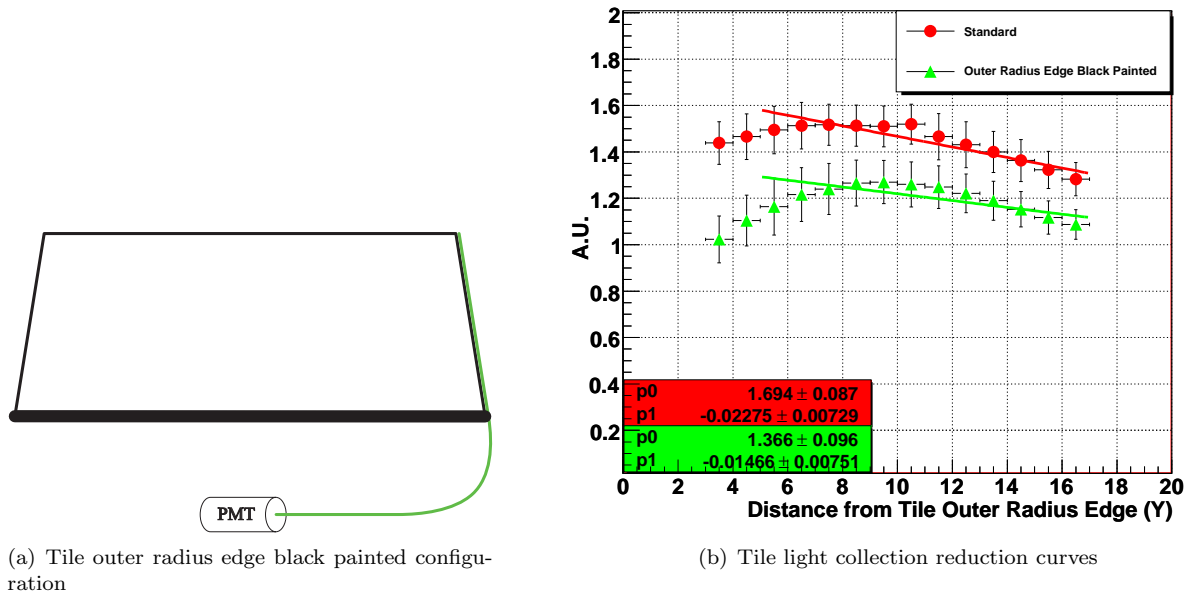 PMT
(a) Tile outer radius edge black painted configu-
ration
Standard
Outer Radius Edge Black Painted
A.U.
2
1.8
1.6
1.4
1.2
1
0.8
0.6
0.4
0.2
p0 1.694 ± 0.087
p1 -0.02275 ± 0.00729
p0 1.366 ± 0.096
p1 -0.01466 ± 0.00751
0 2 4 6 8 10 12 14 16 18 20
Distance from Tile Outer Radius Edge (Y)
(b) Tile light collection reduction curves